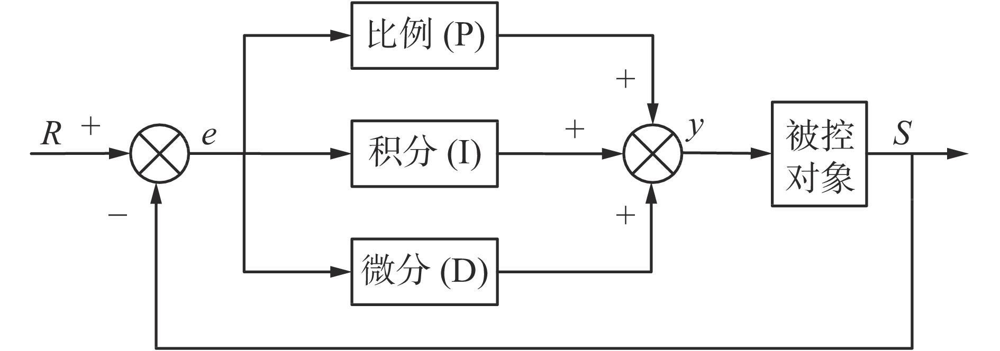 比例 (P)
+
R
+
e
积分 (I)
+
y
被控
对象
S
−
+
微分 (D)